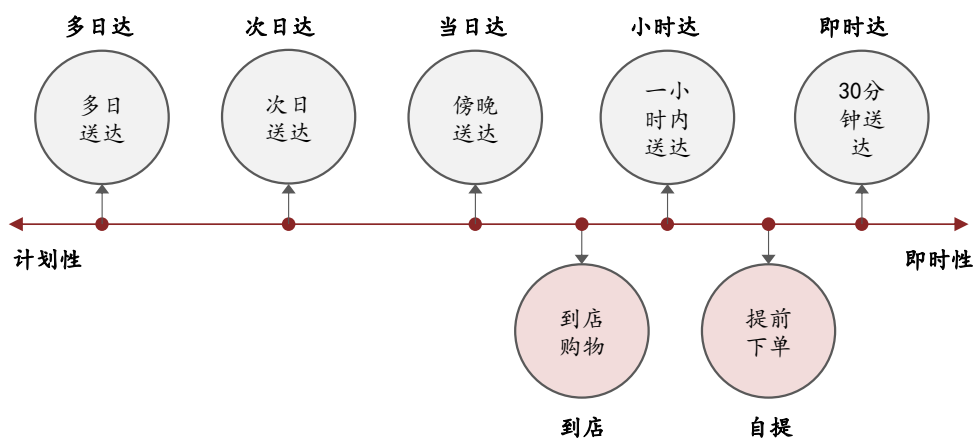 多日达 次日达 当日达 小时达 即时达
多日
送达
次日
送达
傍晚
送达
一小
时内
送达
30分
钟送
达
计划性
即时性
到店
购物
提前
下单
到店
自提